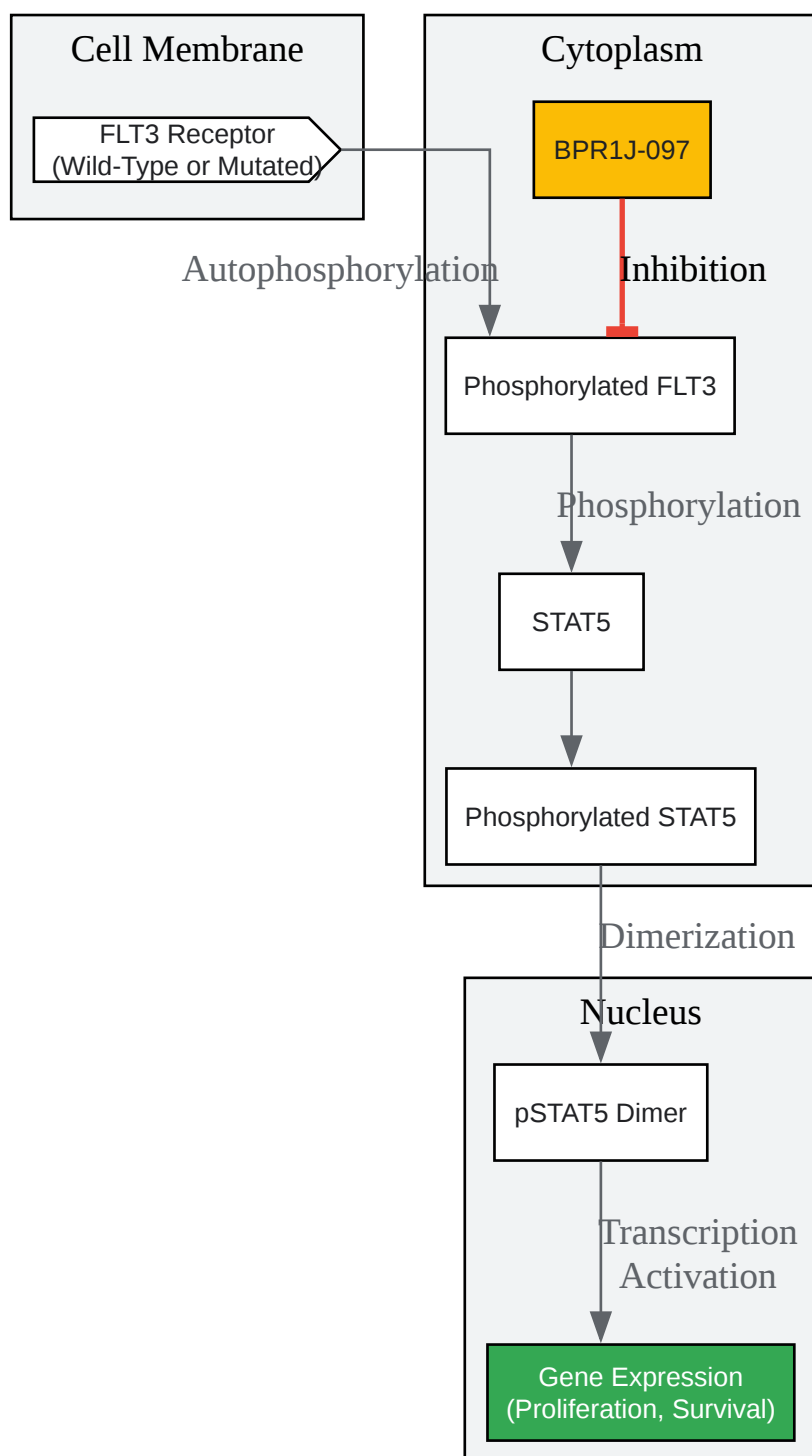 Cell Membrane
FLT3 Receptor
(Wild-Type or Mutated)
Cytoplasm
BPR1J-097
Autophosphorylation
Inhibition
Phosphorylated FLT3
Phosphorylation
STAT5
Phosphorylated STAT5
Dimerization
Nucleus
pSTAT5 Dimer
Transcription
Activation
Gene Expression
(Proliferation, Survival)